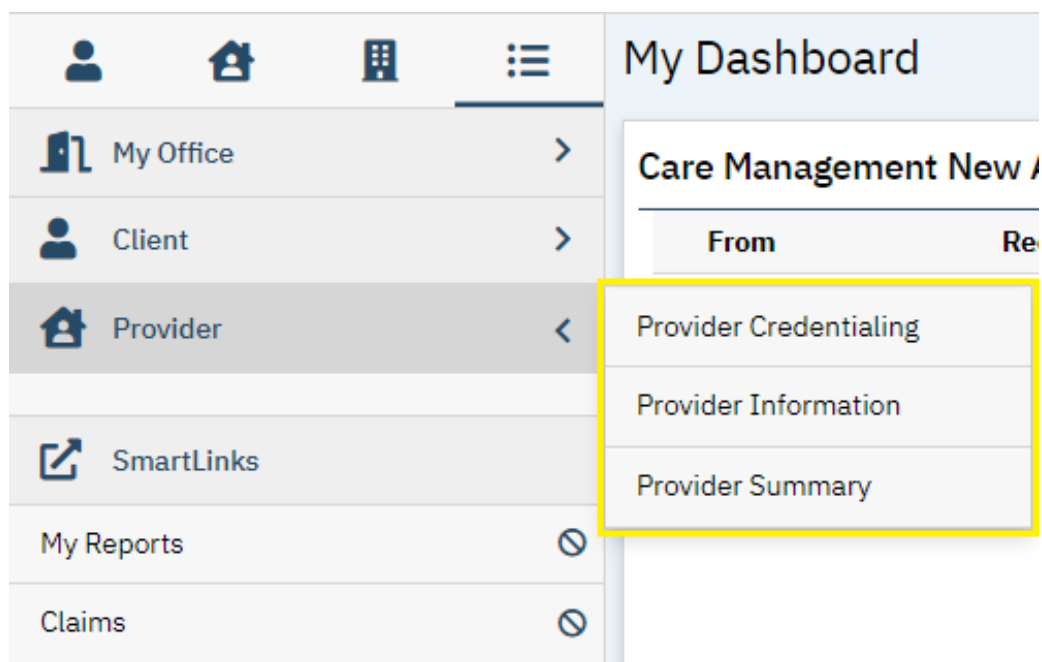 My Dashboard
My Office
Client
Provider
SmartLinks
My Reports
Claims
Care Management New
From
Provider Credentialing
Provider Information
Provider Summary